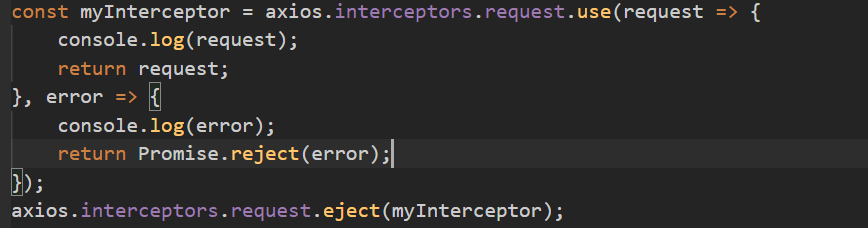 const myInterceptor = axios.interceptors.request.use(request => {
    console.log(request);
    return request;
}, error => {
    console.log(error);
    return Promise.reject(error);
});
axios.interceptors.request.eject(myInterceptor);